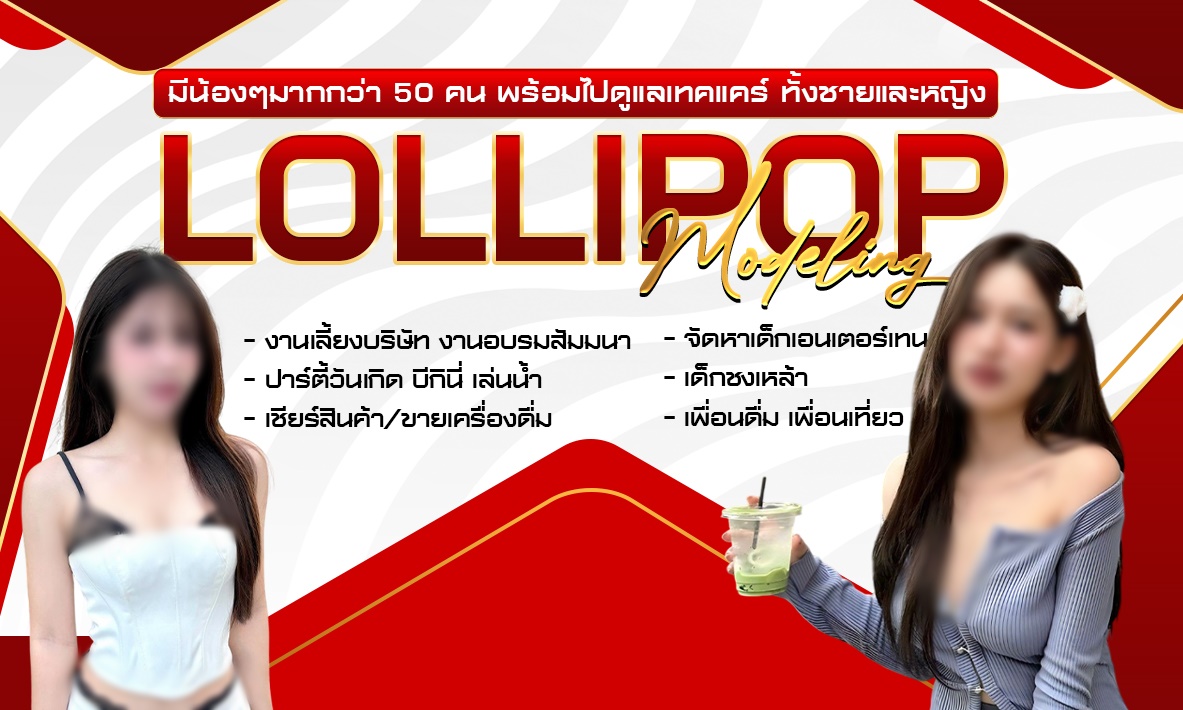 มีน้องๆมากกว่า 50 คน พร้อมไปดูแลเทคแคร์ ทั้งชายและหญิง
LOLLIPOP
Modeling
- งานเลี้ยงบริษัท งานอบรมสัมมนา
- ปาร์ตี้วันเกิด บีกินี่ เล่นน้ำ
- เชียร์สินค้า/ขายเครื่องดื่ม
- จัดหาเด็กเอนเตอร์เทน
- เด็กชงเหล้า
- เพื่อนดื่ม เพื่อนเที่ยว